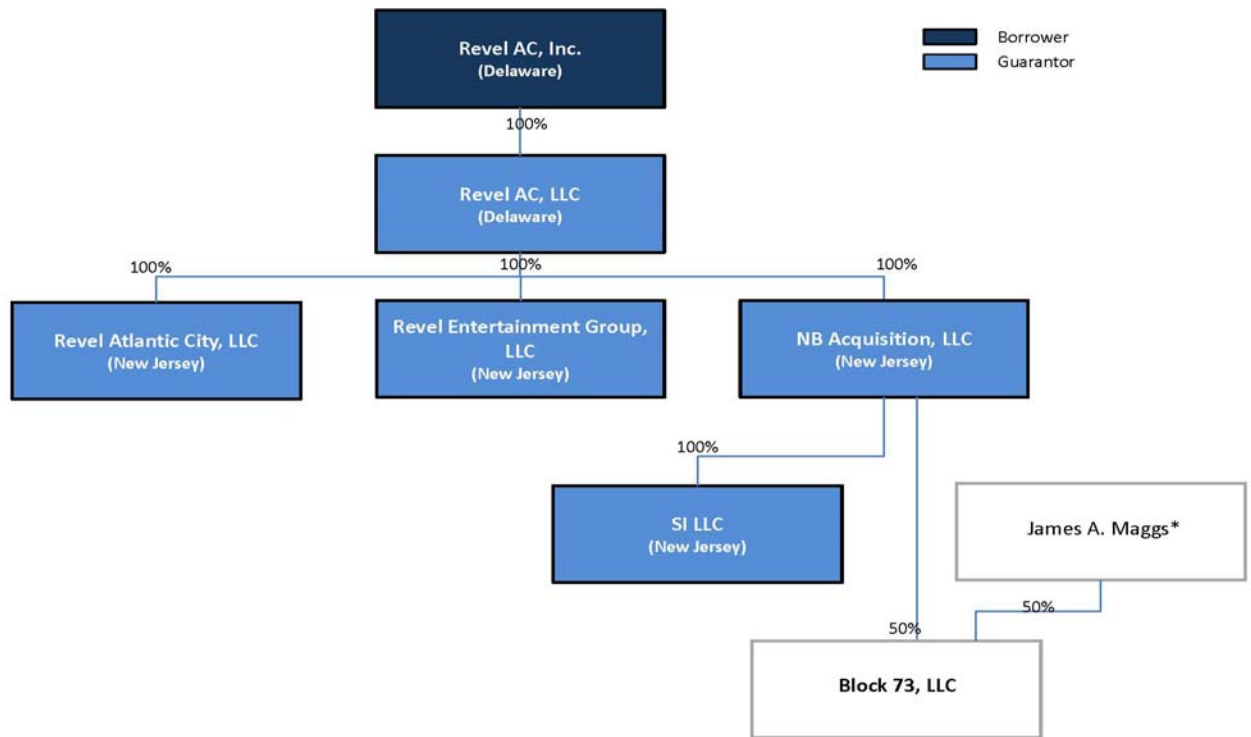 Revel AC, Inc.
(Delaware)
Borrower
Guarantor
100%
Revel AC, LLC
(Delaware)
100%
100%
100%
Revel Atlantic City, LLC
(New Jersey)
Revel Entertainment Group,
LLC
(New Jersey)
NB Acquisition, LLC
(New Jersey)
100%
SI LLC
(New Jersey)
James A. Maggs*
50%
50%
Block 73, LLC